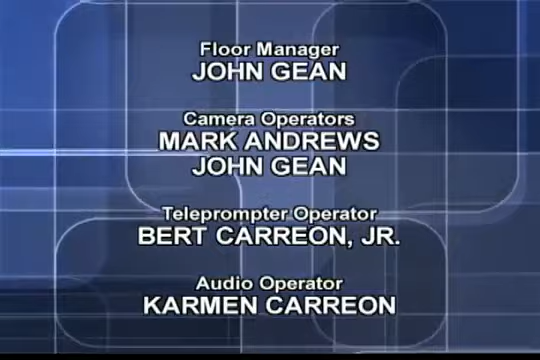 Floor Manager
JOHN GEAN
Camera Operators
MARK ANDREWS
JOHN GEAN
Teleprompter Operator
BERT CARREON, JR.
Audio Operator
KARMEN CARREON